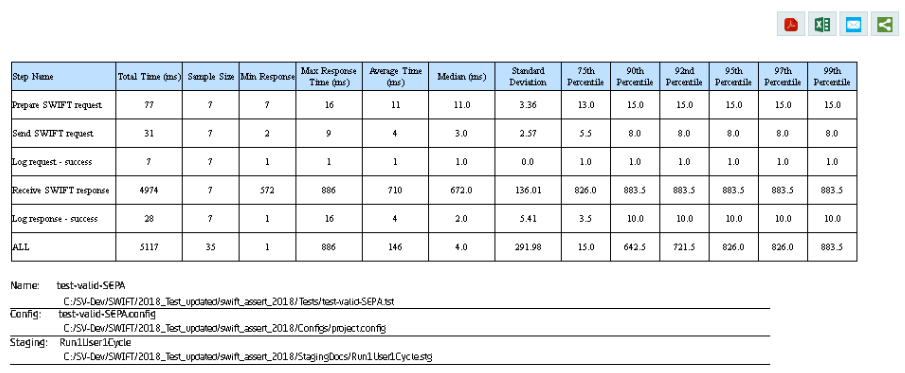 Step Name Total Time (ms) Sample Size Min Response Max Response Time (ms) Average Time (ms) Median (ms) Standard Deviation 75th Percentile 90th Percentile 92nd Percentile 95th Percentile 97th Percentile 99th Percentile
Prepare SWIFT request 77 7 7 16 11 11.0 3.36 13.0 15.0 15.0 15.0 15.0 15.0
Send SWIFT request 31 7 2 9 4 3.0 2.57 5.5 8.0 8.0 8.0 8.0 8.0
Log request - success 7 7 1 1 1 1.0 0.0 1.0 1.0 1.0 1.0 1.0 1.0
Receive SWIFT response 4974 7 572 886 710 672.0 136.01 826.0 883.5 883.5 883.5 883.5 883.5
Log response - success 28 7 1 16 4 2.0 5.41 3.5 10.0 10.0 10.0 10.0 10.0
ALL 5117 35 1 886 146 4.0 291.98 15.0 642.5 721.5 826.0 826.0 883.5
Name: test-valid-SEPA
C:/SV-Dev/SWIFT/2018_Test_updated/swift_assert_2018/Tests/test-valid-SEPA.tst
Config: test-valid-SEPA.config
C:/SV-Dev/SWIFT/2018_Test_updated/swift_assert_2018/Configs/project.config
Staging: Run1User1Cycle
C:/SV-Dev/SWIFT/2018_Test_updated/swift_assert_2018/StagingDocs/Run1User1Cycle.stg